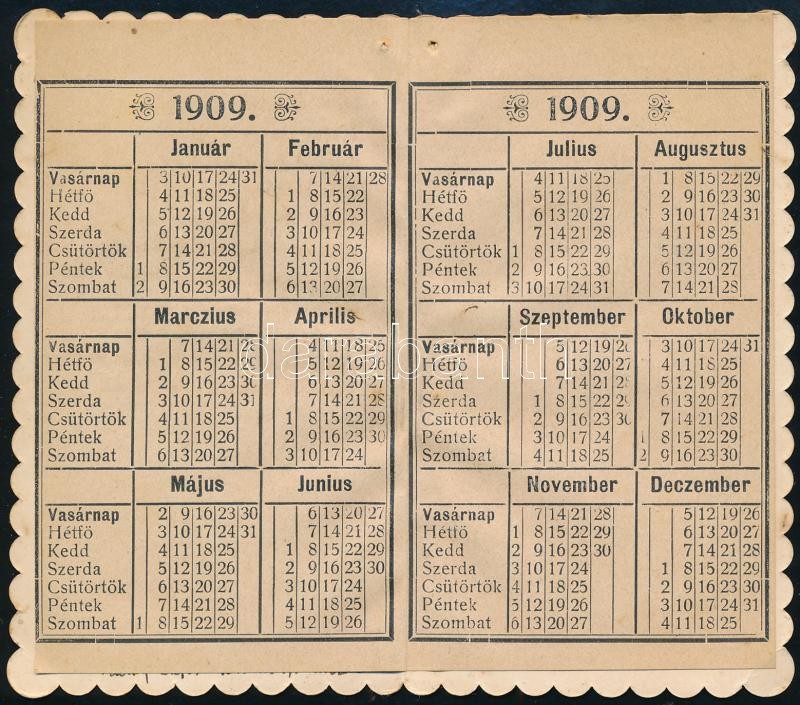 1909.
Január Február
Vasárnap 3 10 17 24 31 7 14 21 28
Hétfő 4 11 18 25 1 8 15 22
Kedd 5 12 19 26 2 9 16 23
Szerda 6 13 20 27 3 10 17 24
Csütörtök 7 14 21 28 4 11 18 25
Péntek 1 8 15 22 29 5 12 19 26
Szombat 2 9 16 23 30 6 13 20 27
Marczius Április
Vasárnap 7 14 21 28 4 11 18 25
Hétfő 1 8 15 22 29 5 12 19 26
Kedd 2 9 16 23 30 6 13 20 27
Szerda 3 10 17 24 31 7 14 21 28
Csütörtök 4 11 18 25 1 8 15 22 29
Péntek 5 12 19 26 2 9 16 23 30
Szombat 6 13 20 27 3 10 17 24
Május Junius
Vasárnap 2 9 16 23 30 6 13 20 27
Hétfő 3 10 17 24 31 7 14 21 28
Kedd 4 11 18 25 1 8 15 22 29
Szerda 5 12 19 26 2 9 16 23 30
Csütörtök 6 13 20 27 3 10 17 24
Péntek 7 14 21 28 4 11 18 25
Szombat 1 8 15 22 29 5 12 19 26
1909.
Julius Augusztus
Vasárnap 4 11 18 25 1 8 15 22 29
Hétfő 5 12 19 26 2 9 16 23 30
Kedd 6 13 20 27 3 10 17 24 31
Szerda 7 14 21 28 4 11 18 25
Csütörtök 1 8 15 22 29 5 12 19 26
Péntek 2 9 16 23 30 6 13 20 27
Szombat 3 10 17 24 31 7 14 21 28
Szeptember Oktober
Vasárnap 5 12 19 26 3 10 17 24 31
Hétfő 6 13 20 27 4 11 18 25
Kedd 7 14 21 28 5 12 19 26
Szerda 1 8 15 22 29 6 13 20 27
Csütörtök 2 9 16 23 30 7 14 21 28
Péntek 3 10 17 24 1 8 15 22 29
Szombat 4 11 18 25 2 9 16 23 30
November Deczember
Vasárnap 7 14 21 28 5 12 19 26
Hétfő 1 8 15 22 29 6 13 20 27
Kedd 2 9 16 23 30 7 14 21 28
Szerda 3 10 17 24 1 8 15 22 29
Csütörtök 4 11 18 25 2 9 16 23 30
Péntek 5 12 19 26 3 10 17 24 31
Szombat 6 13 20 27 4 11 18 25
darabanth